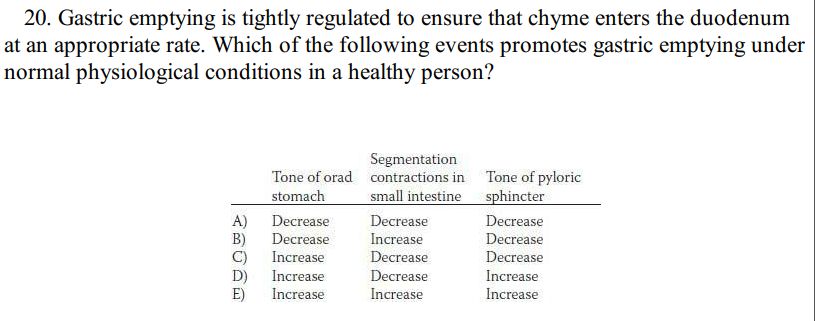 20. Gastric emptying is tightly regulated to ensure that chyme enters the duodenum
at an appropriate rate. Which of the following events promotes gastric emptying under
normal physiological conditions in a healthy person?
Segmentation
Tone of orad contractions in Tone of pyloric
stomach small intestine sphincter
A) Decrease Decrease Decrease
B) Decrease Increase Decrease
C) Increase Decrease Decrease
D) Increase Decrease Increase
E) Increase Increase Increase